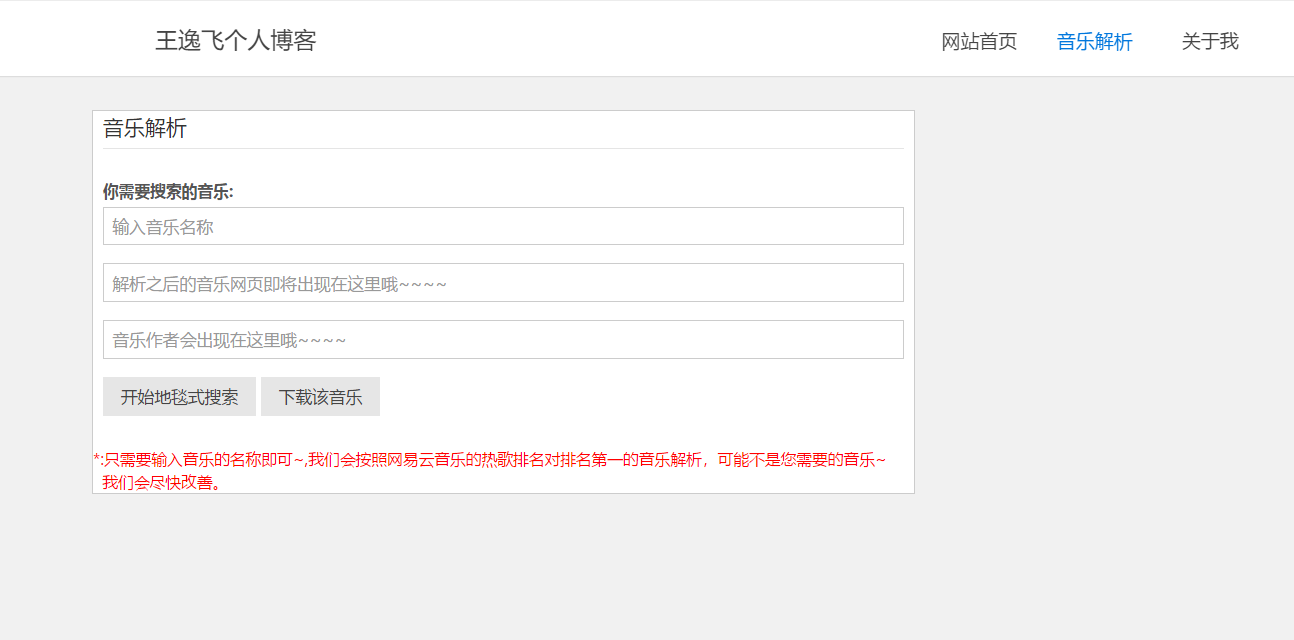 王逸飞个人博客
网站首页 音乐解析 关于我
音乐解析
你需要搜索的音乐:
输入音乐名称
解析之后的音乐网页即将出现在这里哦~~~~
音乐作者会出现在这里哦~~~~
开始地毯式搜索 下载该音乐
*:只需要输入音乐的名称即可~,我们会按照网易云音乐的热歌排名对排名第一的音乐解析，可能不是您需要的音乐~
我们会尽快改善。